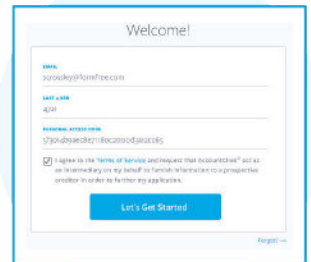 Welcome!
EMAIL
LAST 4 SSN
PERSONAL ACCESS CODE
I agree to the Terms of Service and request that AccountChek® act as
an intermediary on my behalf to furnish information to a prospective
creditor in order to further my application.
Let's Get Started
Forgot